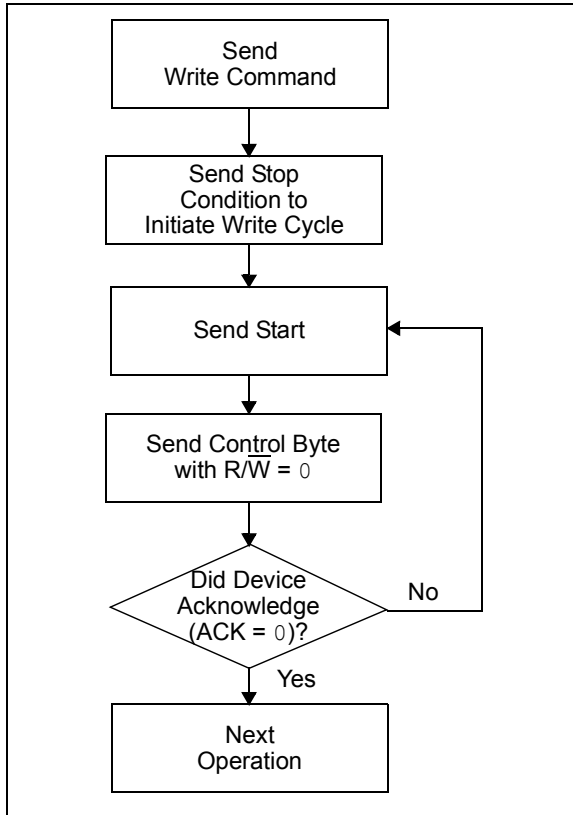 Send
Write Command
Send Stop
Condition to
Initiate Write Cycle
Send Start
Send Control Byte
with R/W̅ = 0
Did Device
Acknowledge
(ACK = 0)?
No
Yes
Next
Operation